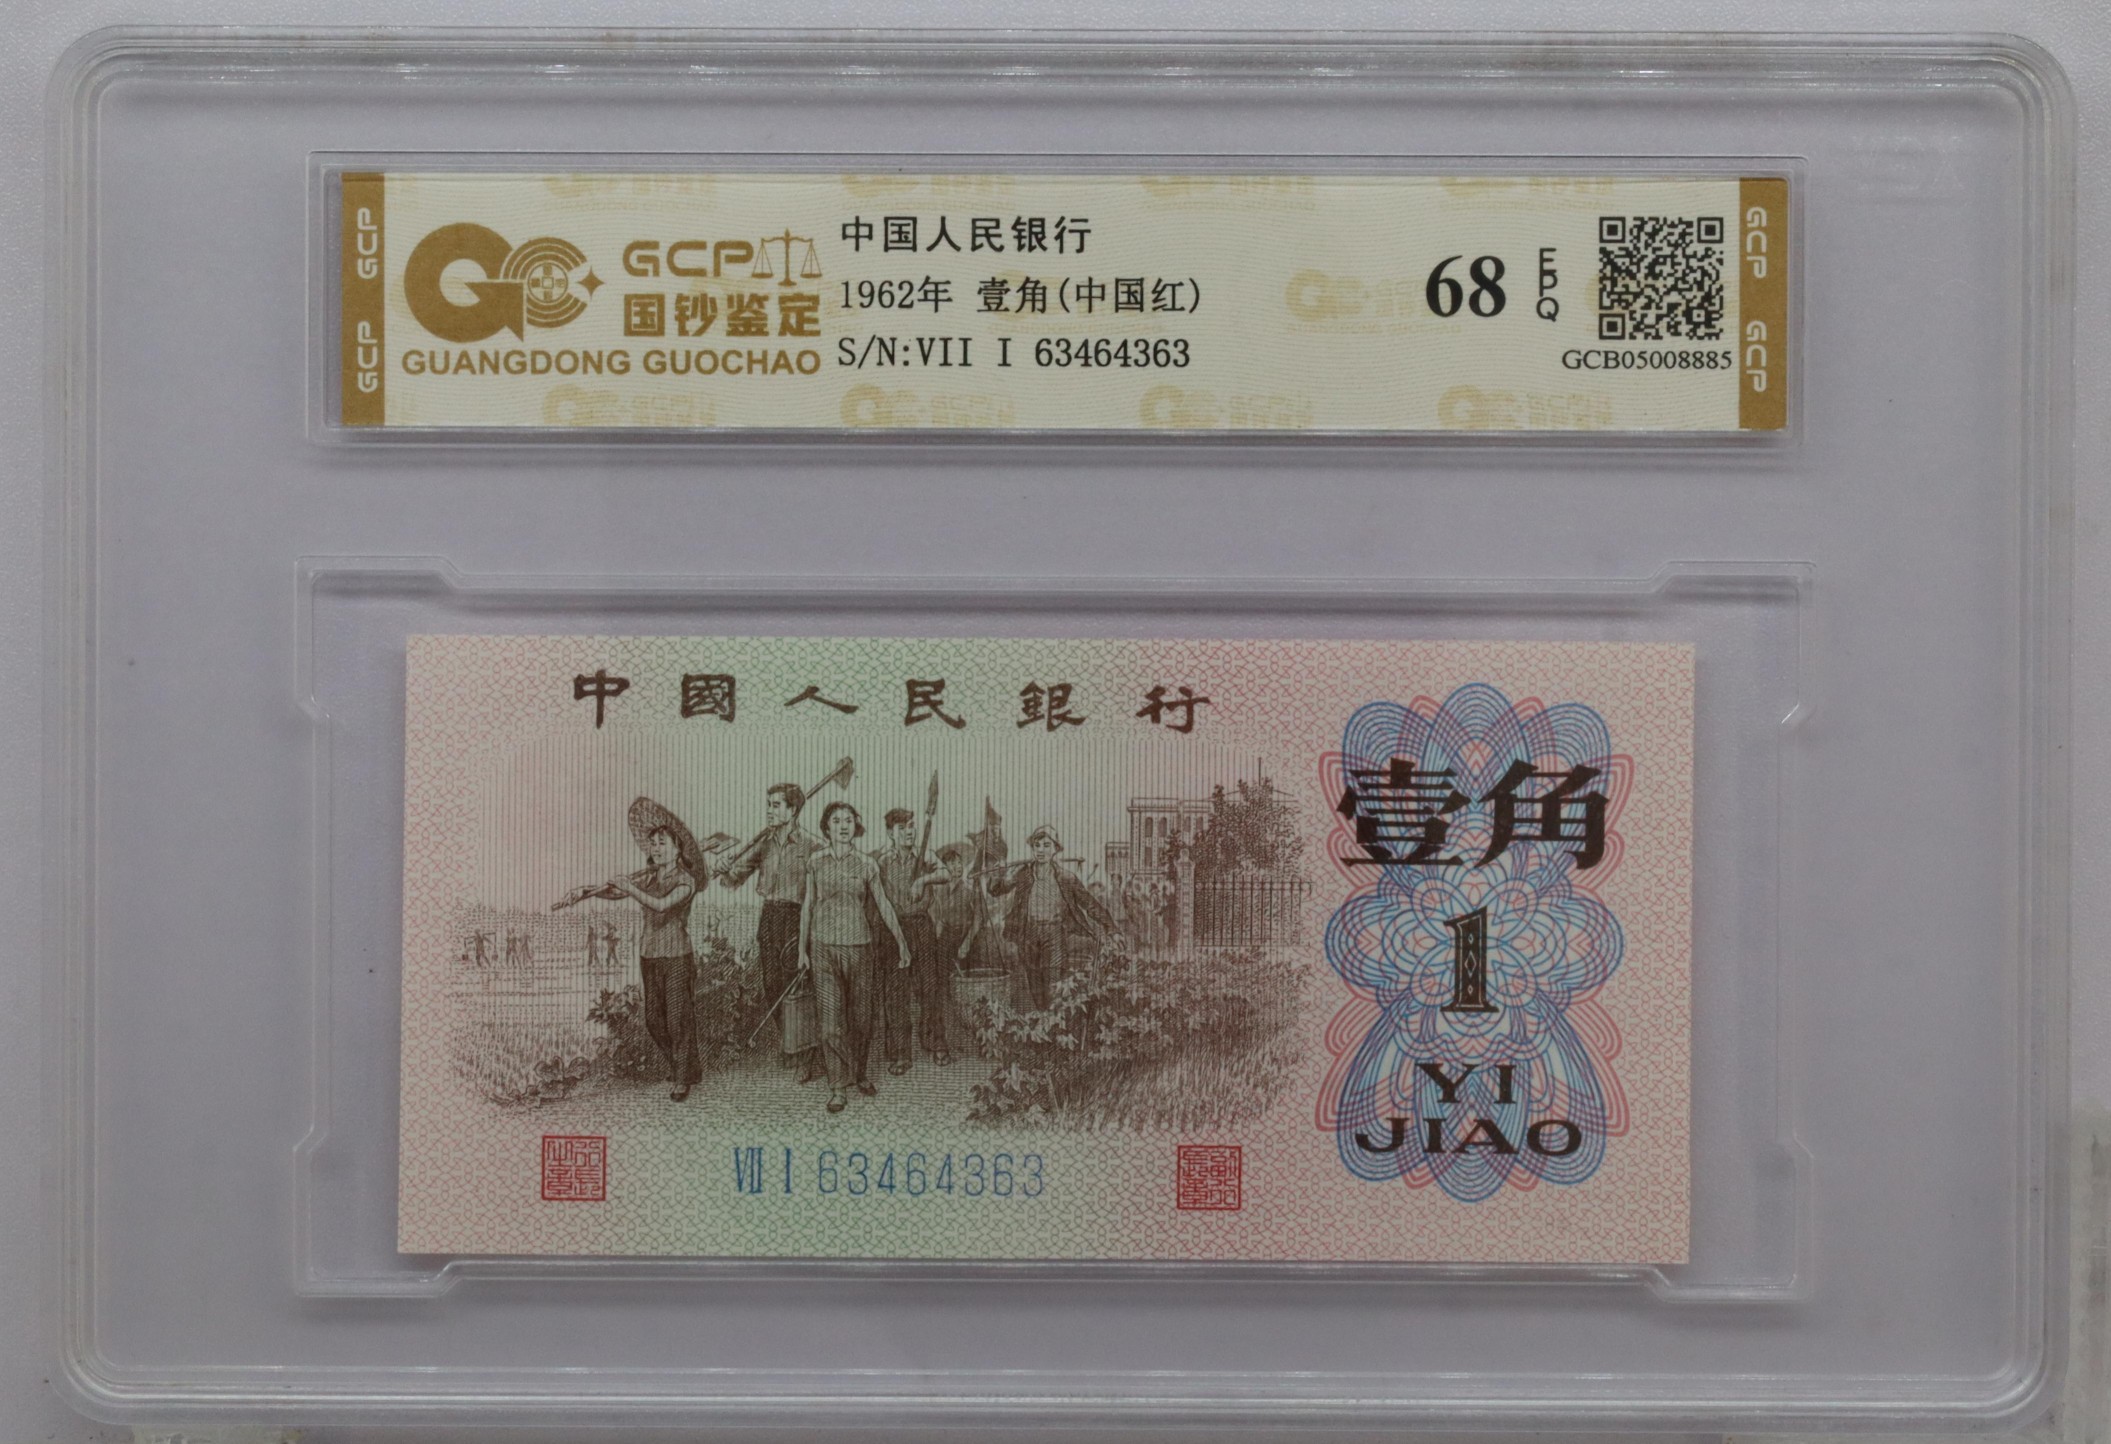 GCP
GCP
GCP
国钞鉴定
GUANGDONG GUOCHAO
中国人民银行
1962年 壹角(中国红)
S/N:VII I 63464363
68
EPQ
GCB05008885
GCP
GCP
中國人民銀行
壹角
1
YI
JIAO
VII I 63464363